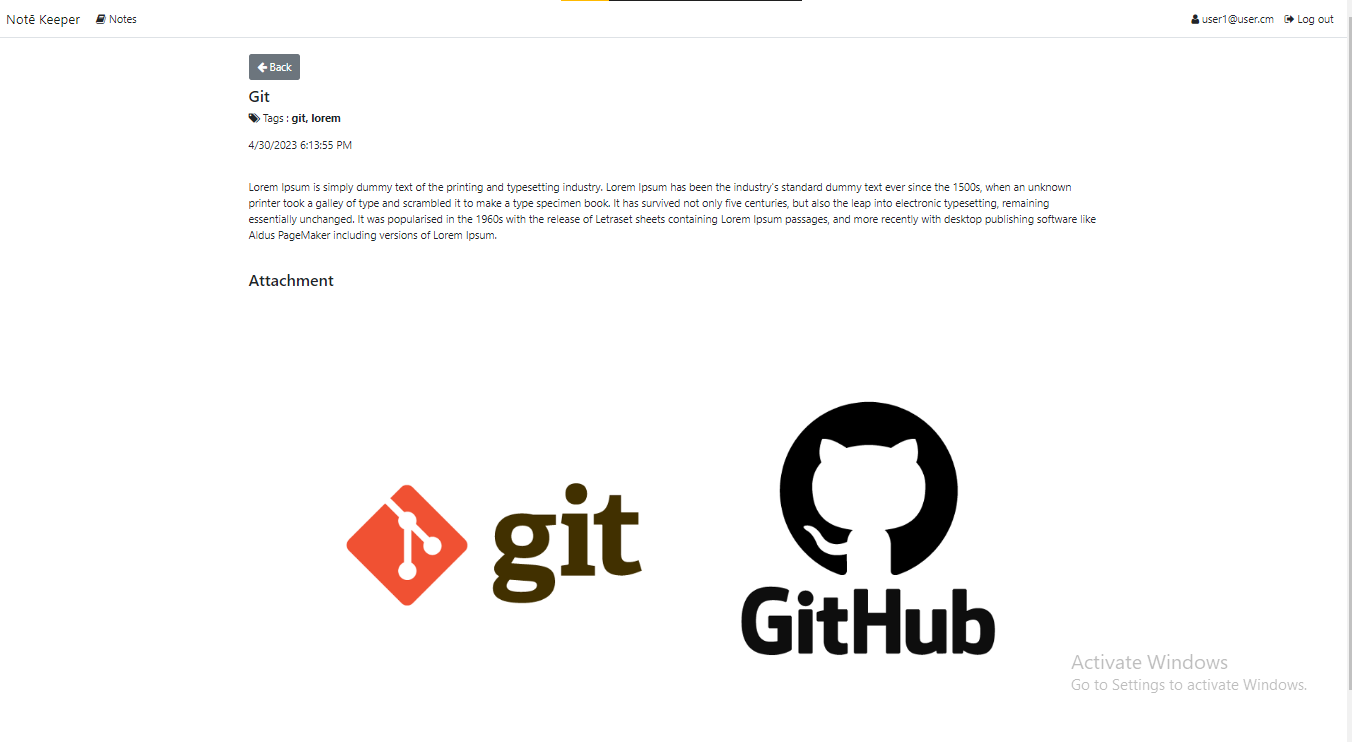 Notē Keeper Notes user1@user.cm Log out
Back
Git
Tags : git, lorem
4/30/2023 6:13:55 PM
Lorem Ipsum is simply dummy text of the printing and typesetting industry. Lorem Ipsum has been the industry's standard dummy text ever since the 1500s, when an unknown
printer took a galley of type and scrambled it to make a type specimen book. It has survived not only five centuries, but also the leap into electronic typesetting, remaining
essentially unchanged. It was popularised in the 1960s with the release of Letraset sheets containing Lorem Ipsum passages, and more recently with desktop publishing software like
Aldus PageMaker including versions of Lorem Ipsum.
Attachment
git
GitHub
Activate Windows
Go to Settings to activate Windows.